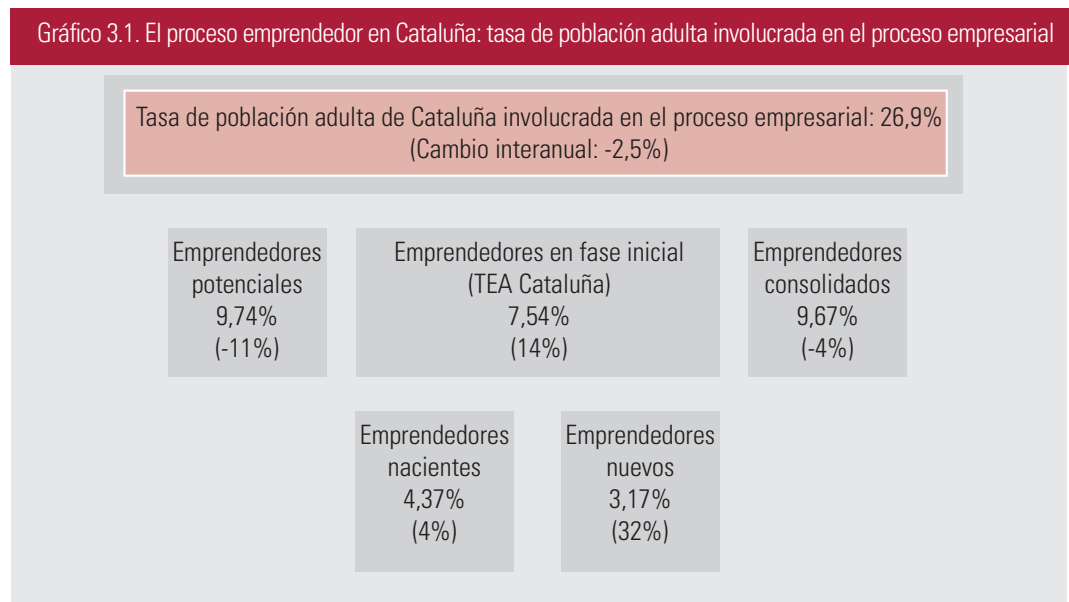 Gráfico 3.1. El proceso emprendedor en Cataluña: tasa de población adulta involucrada en el proceso empresarial
Tasa de población adulta de Cataluña involucrada en el proceso empresarial: 26,9%
(Cambio interanual: -2,5%)
Emprendedores
potenciales
9,74%
(-11%)
Emprendedores en fase inicial
(TEA Cataluña)
7,54%
(14%)
Emprendedores
consolidados
9,67%
(-4%)
Emprendedores
nacientes
4,37%
(4%)
Emprendedores
nuevos
3,17%
(32%)